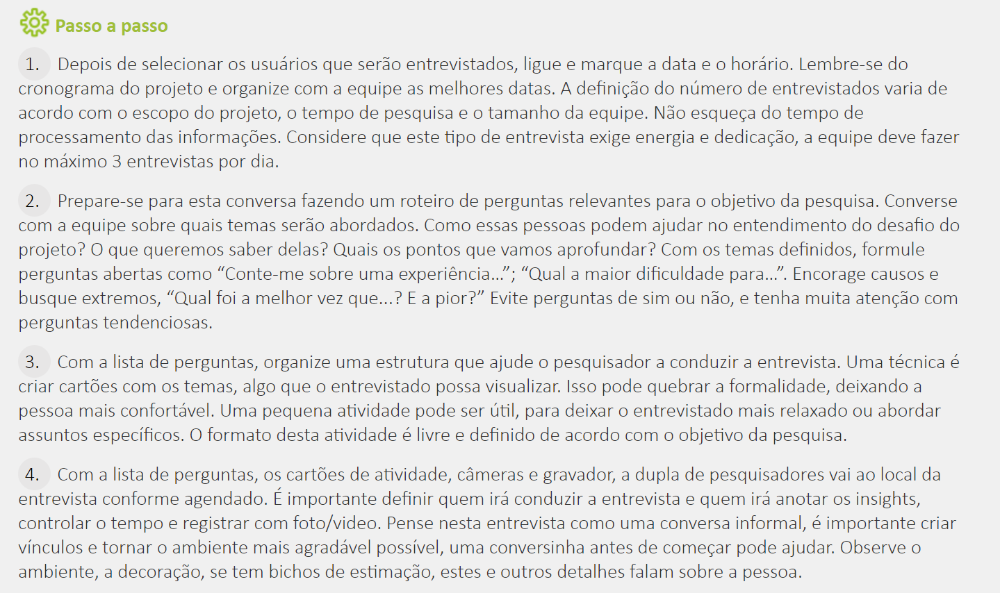 Passo a passo
1. Depois de selecionar os usuários que serão entrevistados, ligue e marque a data e o horário. Lembre-se do
cronograma do projeto e organize com a equipe as melhores datas. A definição do número de entrevistados varia de
acordo com o escopo do projeto, o tempo de pesquisa e o tamanho da equipe. Não esqueça do tempo de
processamento das informações. Considere que este tipo de entrevista exige energia e dedicação, a equipe deve fazer
no máximo 3 entrevistas por dia.
2. Prepare-se para esta conversa fazendo um roteiro de perguntas relevantes para o objetivo da pesquisa. Converse
com a equipe sobre quais temas serão abordados. Como essas pessoas podem ajudar no entendimento do desafio do
projeto? O que queremos saber delas? Quais os pontos que vamos aprofundar? Com os temas definidos, formule
perguntas abertas como “Conte-me sobre uma experiência...”; “Qual a maior dificuldade para...”. Encorage causos e
busque extremos, “Qual foi a melhor vez que...? E a pior?” Evite perguntas de sim ou não, e tenha muita atenção com
perguntas tendenciosas.
3. Com a lista de perguntas, organize uma estrutura que ajude o pesquisador a conduzir a entrevista. Uma técnica é
criar cartões com os temas, algo que o entrevistado possa visualizar. Isso pode quebrar a formalidade, deixando a
pessoa mais confortável. Uma pequena atividade pode ser útil, para deixar o entrevistado mais relaxado ou abordar
assuntos específicos. O formato desta atividade é livre e definido de acordo com o objetivo da pesquisa.
4. Com a lista de perguntas, os cartões de atividade, câmeras e gravador, a dupla de pesquisadores vai ao local da
entrevista conforme agendado. É importante definir quem irá conduzir a entrevista e quem irá anotar os insights,
controlar o tempo e registrar com foto/video. Pense nesta entrevista como uma conversa informal, é importante criar
vínculos e tornar o ambiente mais agradável possível, uma conversinha antes de começar pode ajudar. Observe o
ambiente, a decoração, se tem bichos de estimação, estes e outros detalhes falam sobre a pessoa.